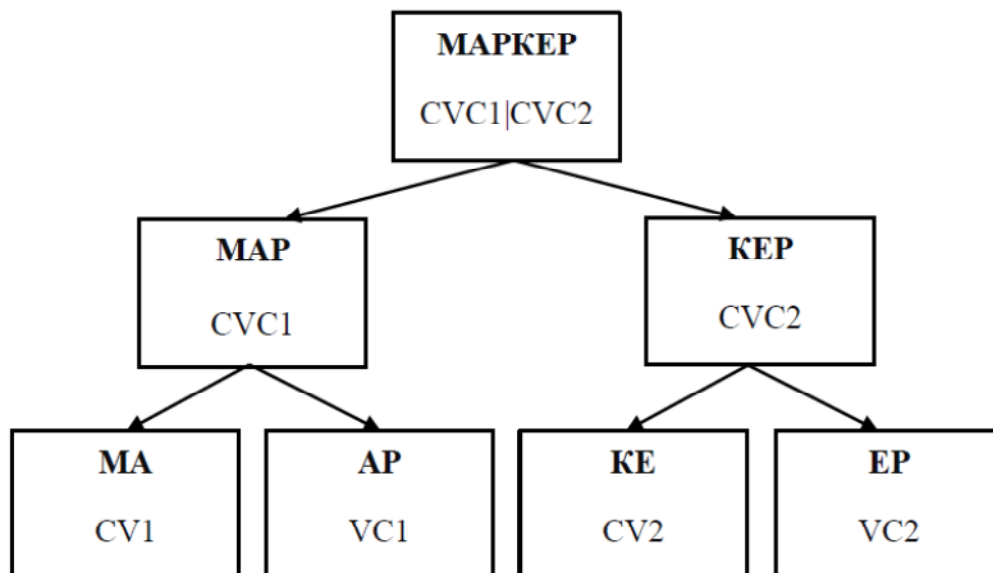 МАРКЕР
CVC1|CVC2
МАР
CVC1
КЕР
CVC2
МА
CV1
АР
VC1
КЕ
CV2
ЕР
VC2